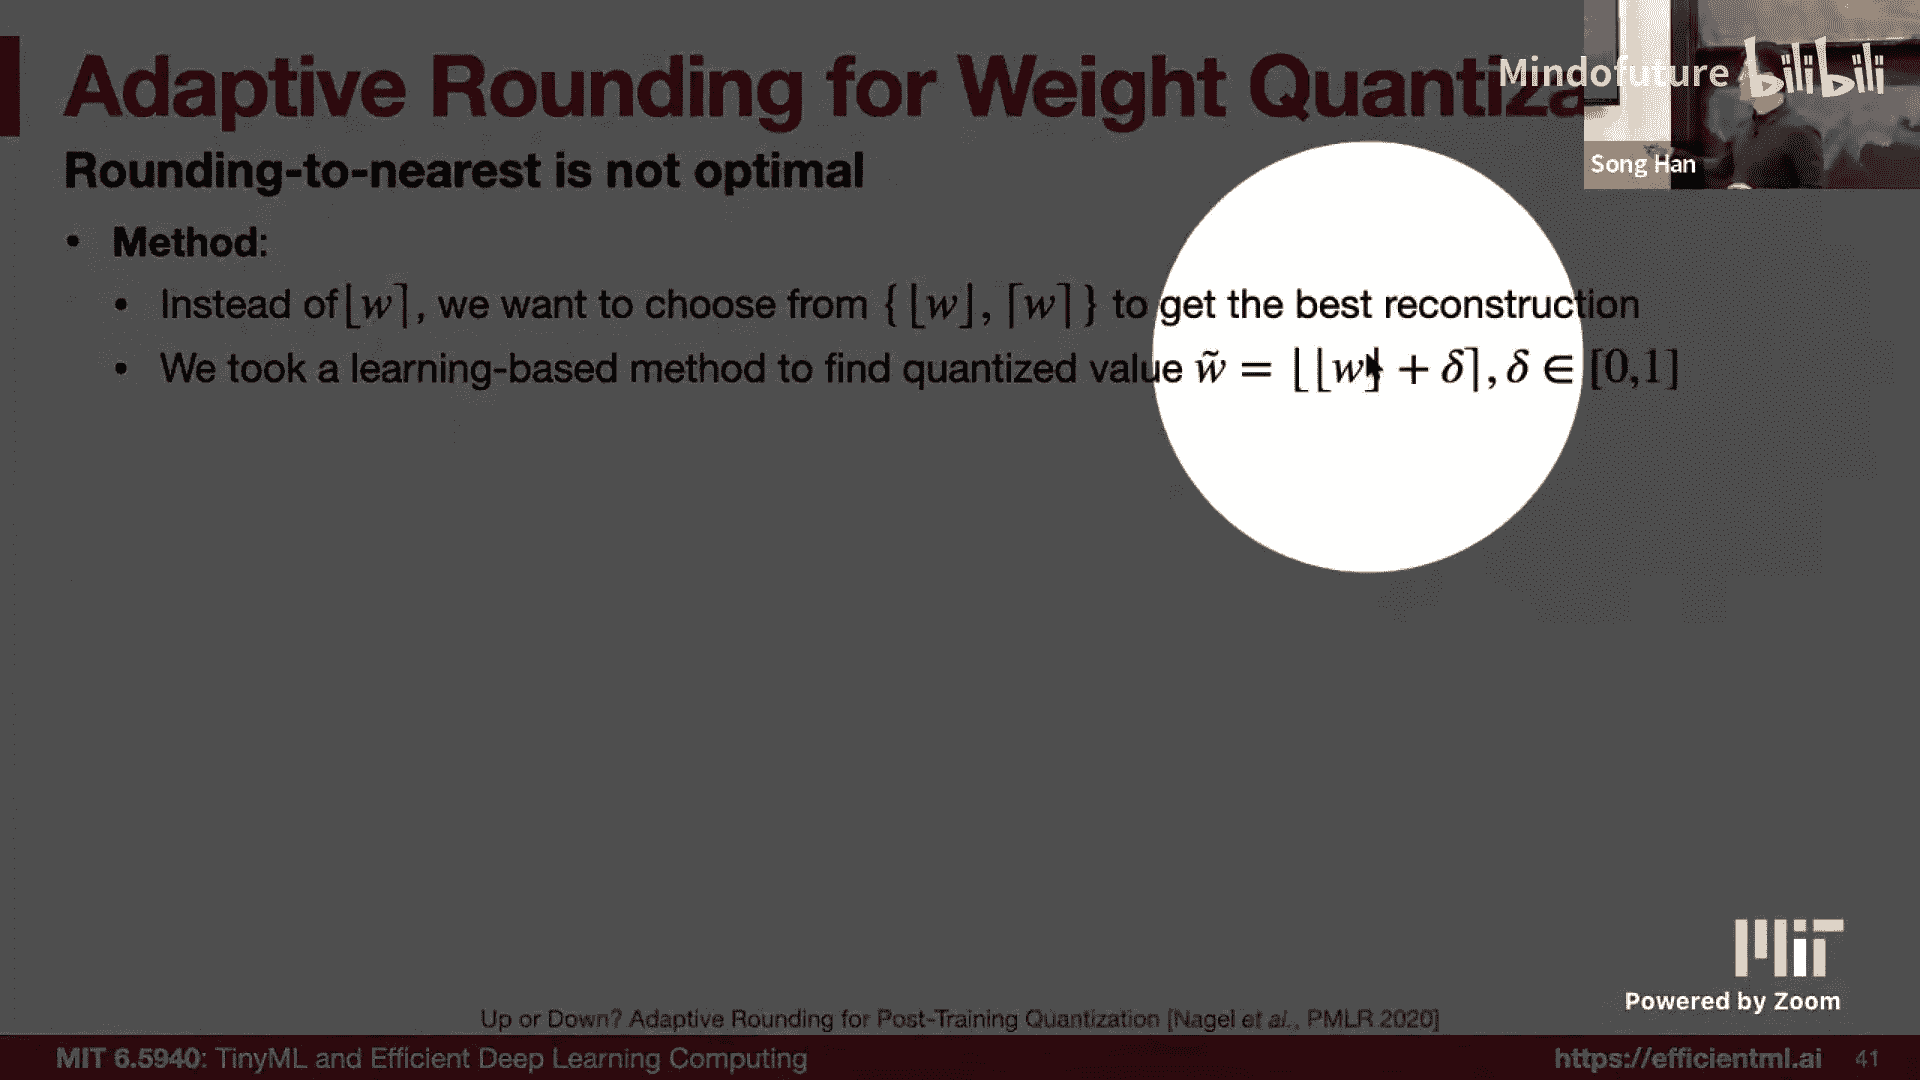 Adaptive Rounding for Weight Quantiza
Mindofuture bilibili
Song Han
Rounding-to-nearest is not optimal
• Method:
• Instead of ⌊w⌉, we want to choose from {⌊w⌋, ⌈w⌉} to get the best reconstruction
• We took a learning-based method to find quantized value w̃ = ⌊⌊w⌋ + δ⌉, δ ∈ [0,1]
MIT
Powered by Zoom
Up or Down? Adaptive Rounding for Post-Training Quantization [Nagel et al., PMLR 2020]
MIT 6.5940: TinyML and Efficient Deep Learning Computing
https://efficientml.ai 41